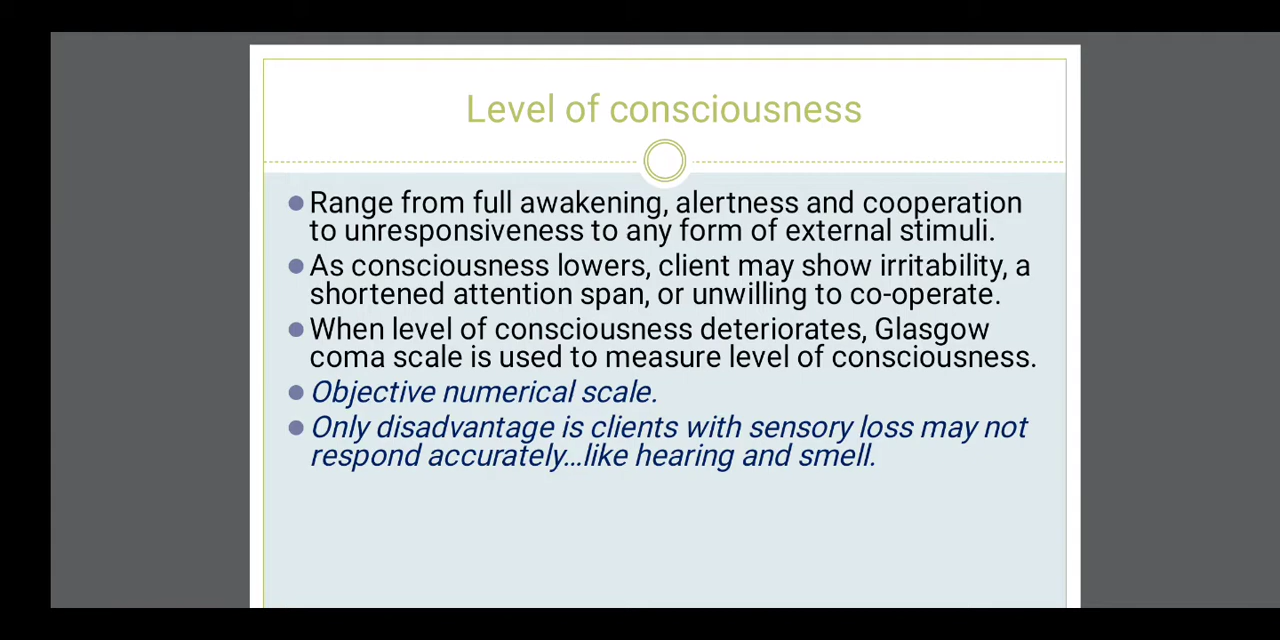 Level of consciousness
Range from full awakening, alertness and cooperation
to unresponsiveness to any form of external stimuli.
As consciousness lowers, client may show irritability, a
shortened attention span, or unwilling to co-operate.
When level of consciousness deteriorates, Glasgow
coma scale is used to measure level of consciousness.
Objective numerical scale.
Only disadvantage is clients with sensory loss may not
respond accurately…like hearing and smell.